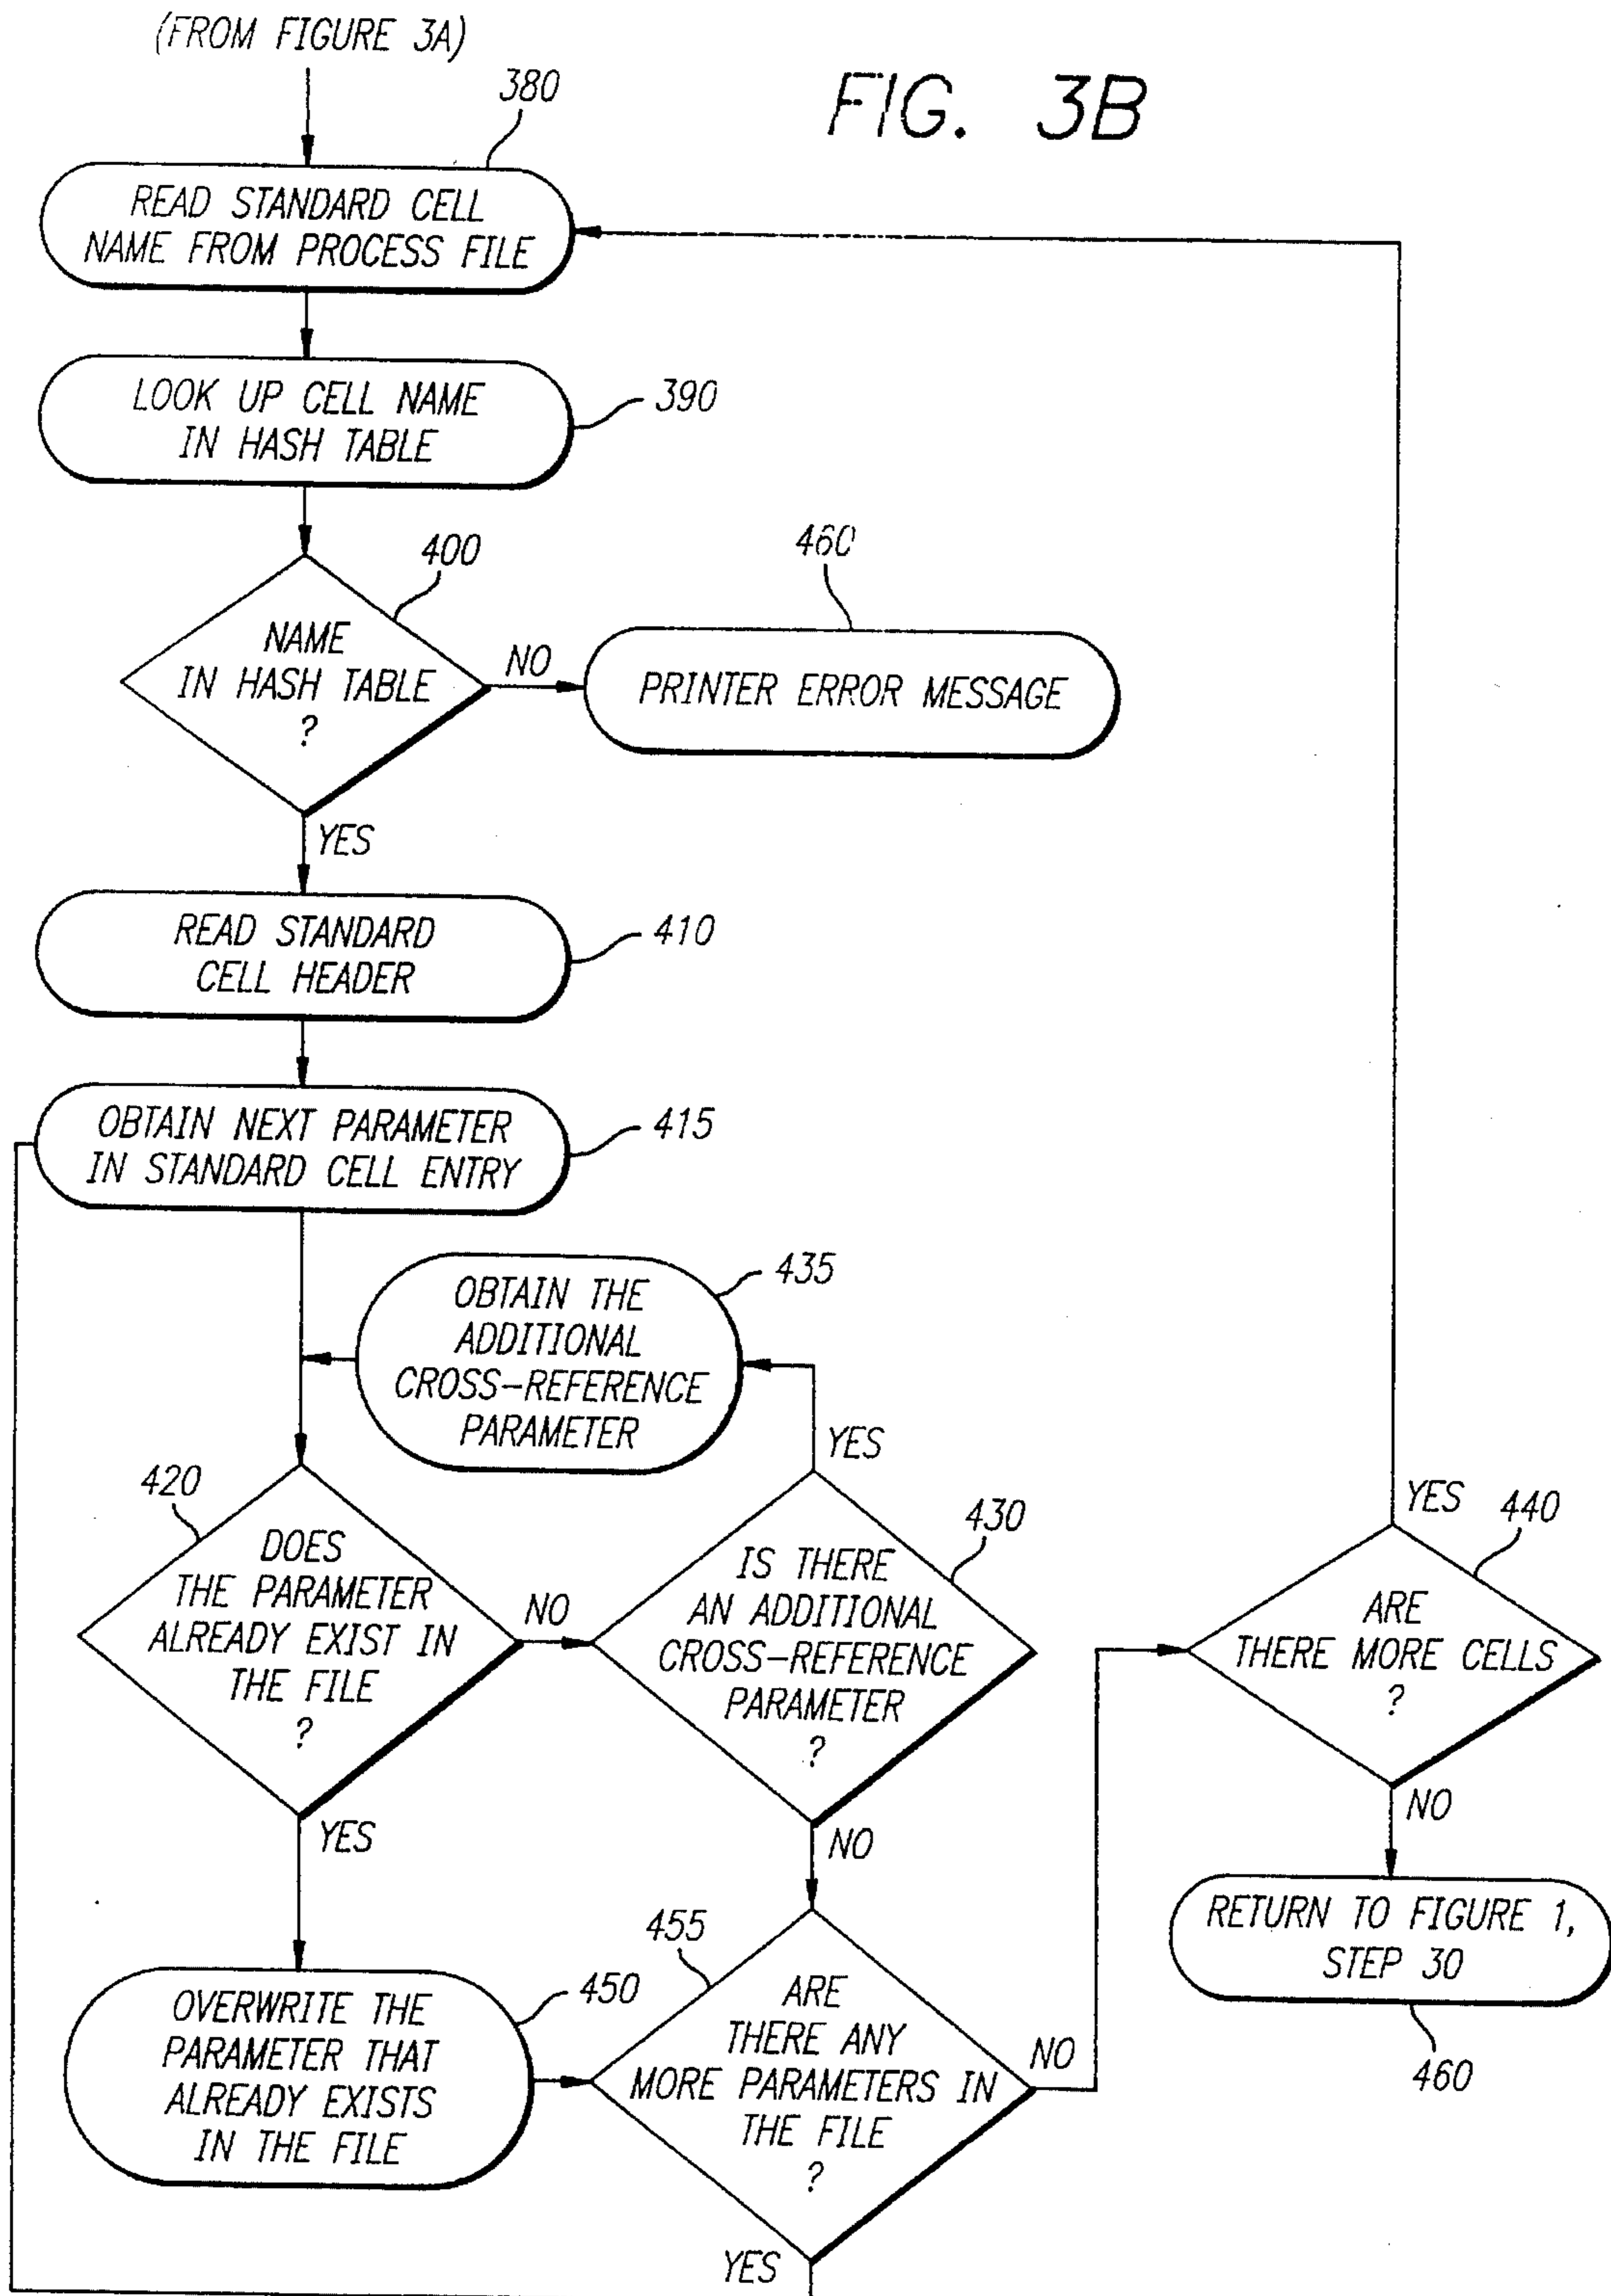 (FROM FIGURE 3A)
FIG. 3B
380
READ STANDARD CELL
NAME FROM PROCESS FILE
LOOK UP CELL NAME
IN HASH TABLE
390
400
NAME
IN HASH TABLE
?
NO
460
PRINTER ERROR MESSAGE
YES
READ STANDARD
CELL HEADER
410
OBTAIN NEXT PARAMETER
IN STANDARD CELL ENTRY
415
OBTAIN THE
ADDITIONAL
CROSS-REFERENCE
PARAMETER
435
YES
420
DOES
THE PARAMETER
ALREADY EXIST IN
THE FILE
?
NO
430
IS THERE
AN ADDITIONAL
CROSS-REFERENCE
PARAMETER
?
YES
440
ARE
THERE MORE CELLS
?
YES
NO
NO
RETURN TO FIGURE 1,
STEP 30
460
OVERWRITE THE
PARAMETER THAT
ALREADY EXISTS
IN THE FILE
450
455
ARE
THERE ANY
MORE PARAMETERS IN
THE FILE
?
NO
YES